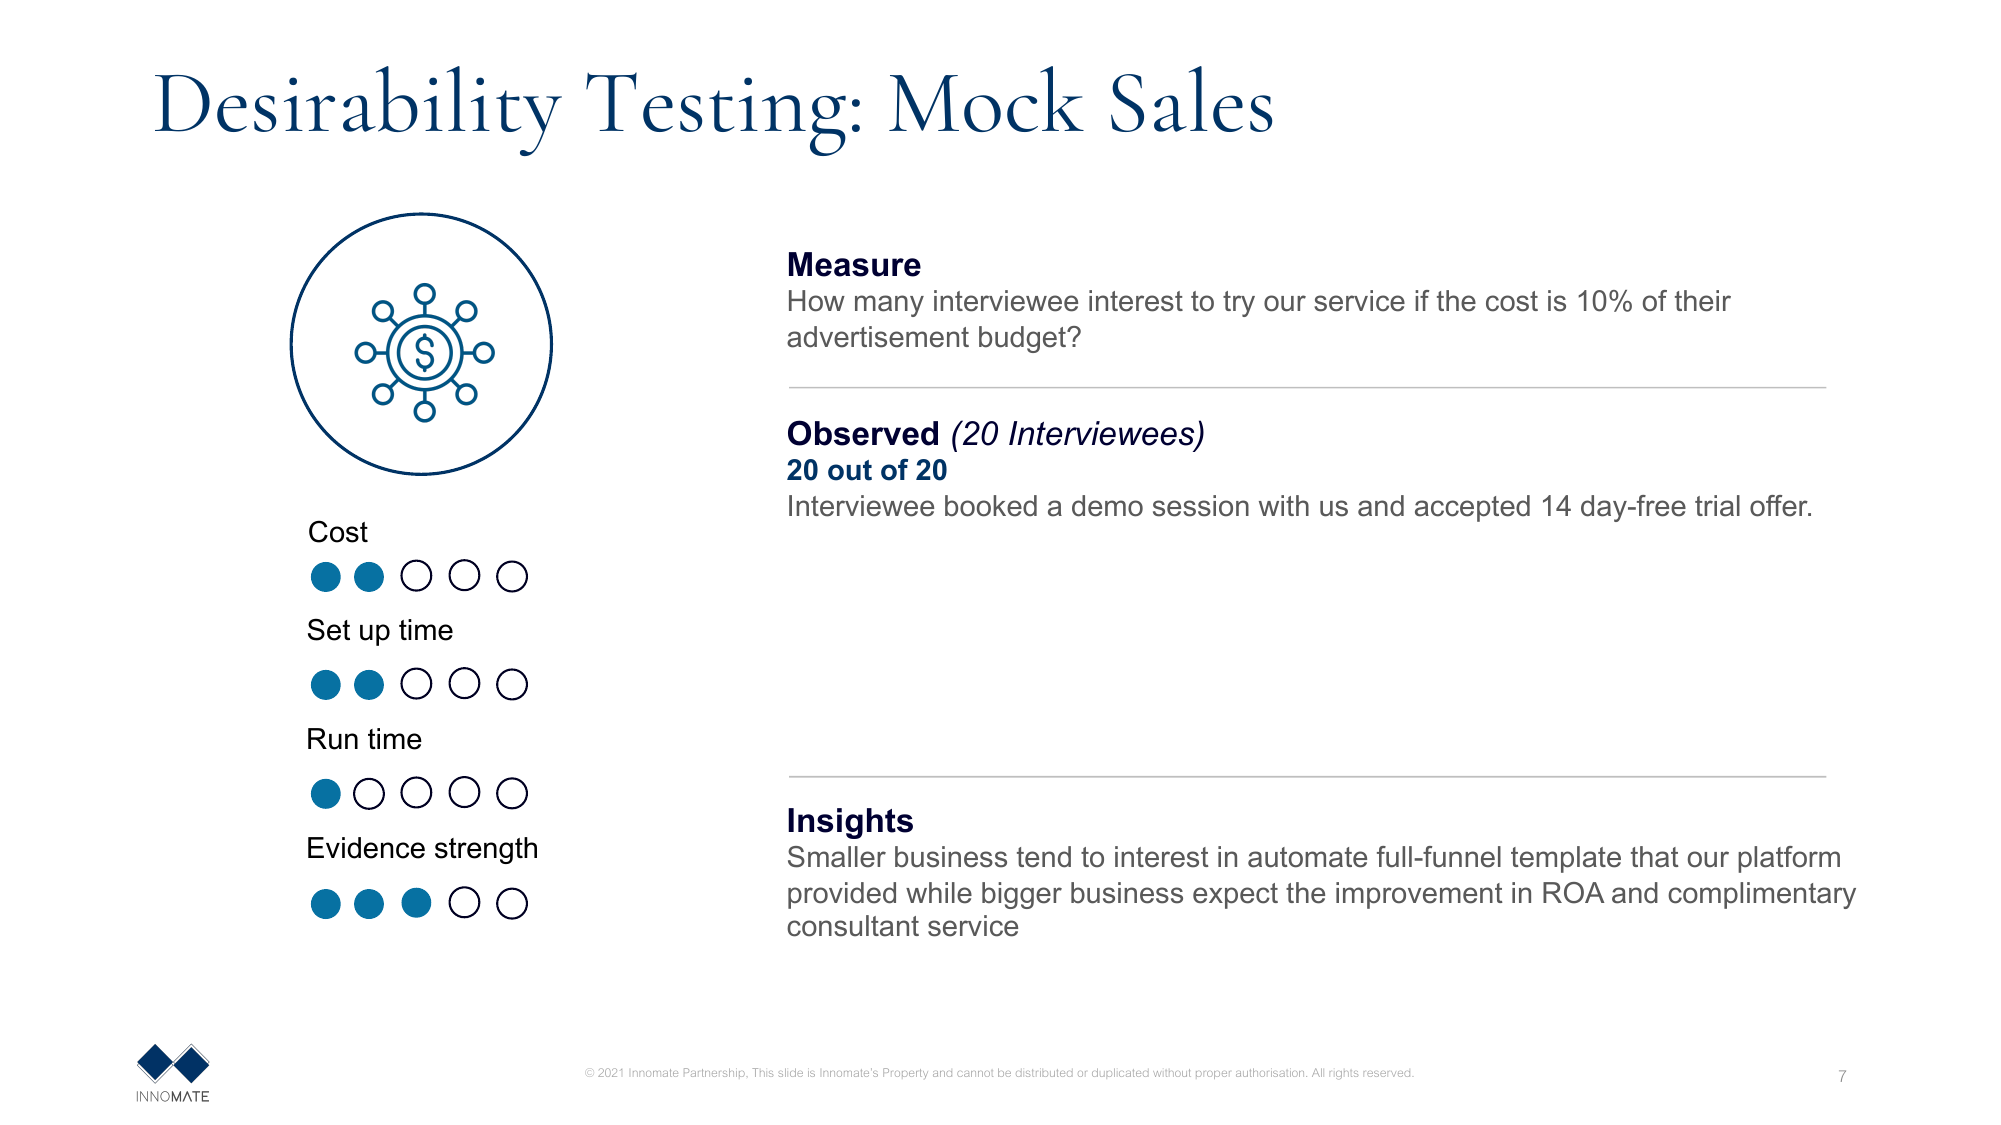 Desirability Testing: Mock Sales
$
Cost
Set up time
Run time
Evidence strength
Measure
How many interviewee interest to try our service if the cost is 10% of their
advertisement budget?
Observed (20 Interviewees)
20 out of 20
Interviewee booked a demo session with us and accepted 14 day-free trial offer.
Insights
Smaller business tend to interest in automate full-funnel template that our platform
provided while bigger business expect the improvement in ROA and complimentary
consultant service
INNOMATE
© 2021 Innomate Partnership, This slide is Innomate's Property and cannot be distributed or duplicated without proper authorisation. All rights reserved.
7